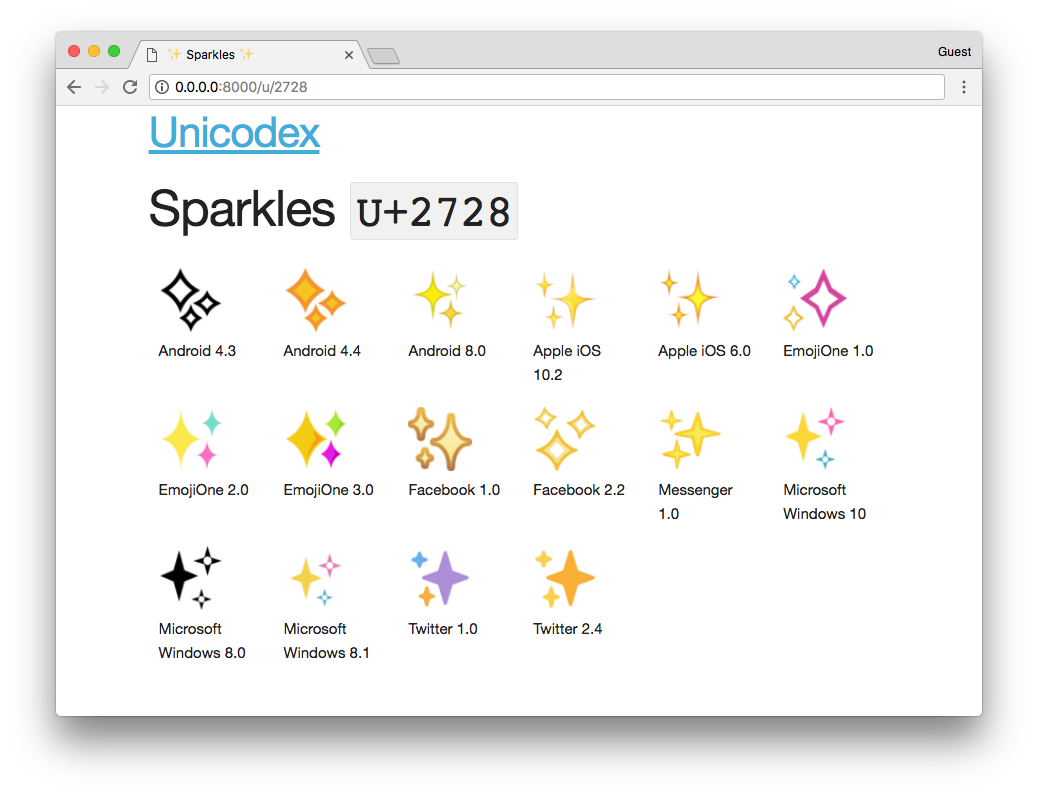 ✨ Sparkles ✨
Guest
0.0.0.0:8000/u/2728
Unicodex
Sparkles U+2728
Android 4.3
Android 4.4
Android 8.0
Apple iOS
10.2
Apple iOS 6.0
EmojiOne 1.0
EmojiOne 2.0
EmojiOne 3.0
Facebook 1.0
Facebook 2.2
Messenger
1.0
Microsoft
Windows 10
Microsoft
Windows 8.0
Microsoft
Windows 8.1
Twitter 1.0
Twitter 2.4